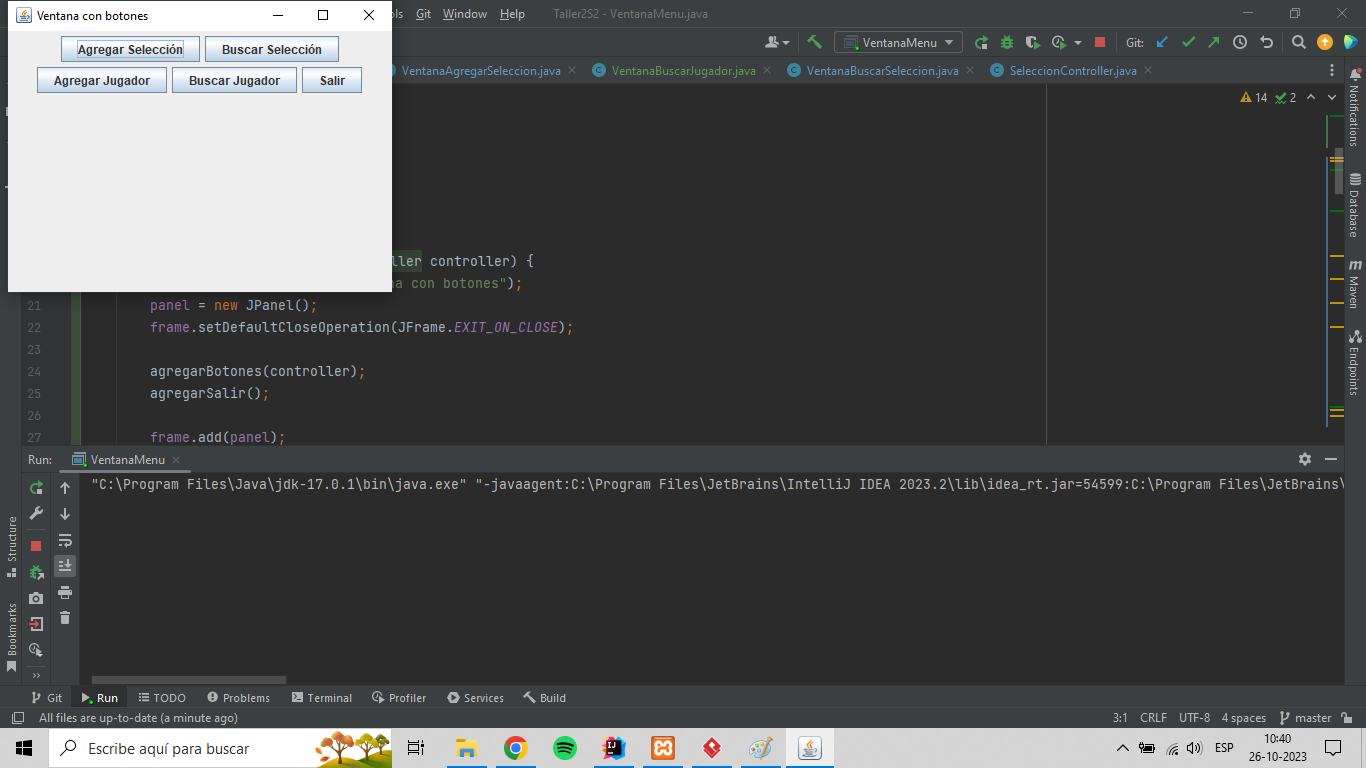 Ventana con botones
ols Git Window Help Taller2S2 - VentanaMenu.java
Agregar Selección Buscar Selección
Agregar Jugador Buscar Jugador Salir
VentanaMenu Git:
VentanaAgregarSeleccion.java VentanaBuscarJugador.java VentanaBuscarSeleccion.java SeleccionController.java
14 2
Notifications
Database
Maven
Endpoints
ller controller) {
na con botones");
21 panel = new JPanel();
22 frame.setDefaultCloseOperation(JFrame.EXIT_ON_CLOSE);
23
24 agregarBotones(controller);
25 agregarSalir();
26
27 frame.add(panel);
Run: VentanaMenu
"C:\Program Files\Java\jdk-17.0.1\bin\java.exe" "-javaagent:C:\Program Files\JetBrains\IntelliJ IDEA 2023.2\lib\idea_rt.jar=54599:C:\Program Files\JetBrains\
Structure
Bookmarks
Git Run TODO Problems Terminal Profiler Services Build
All files are up-to-date (a minute ago) 3:1 CRLF UTF-8 4 spaces master
Escribe aquí para buscar
ESP
10:40
26-10-2023